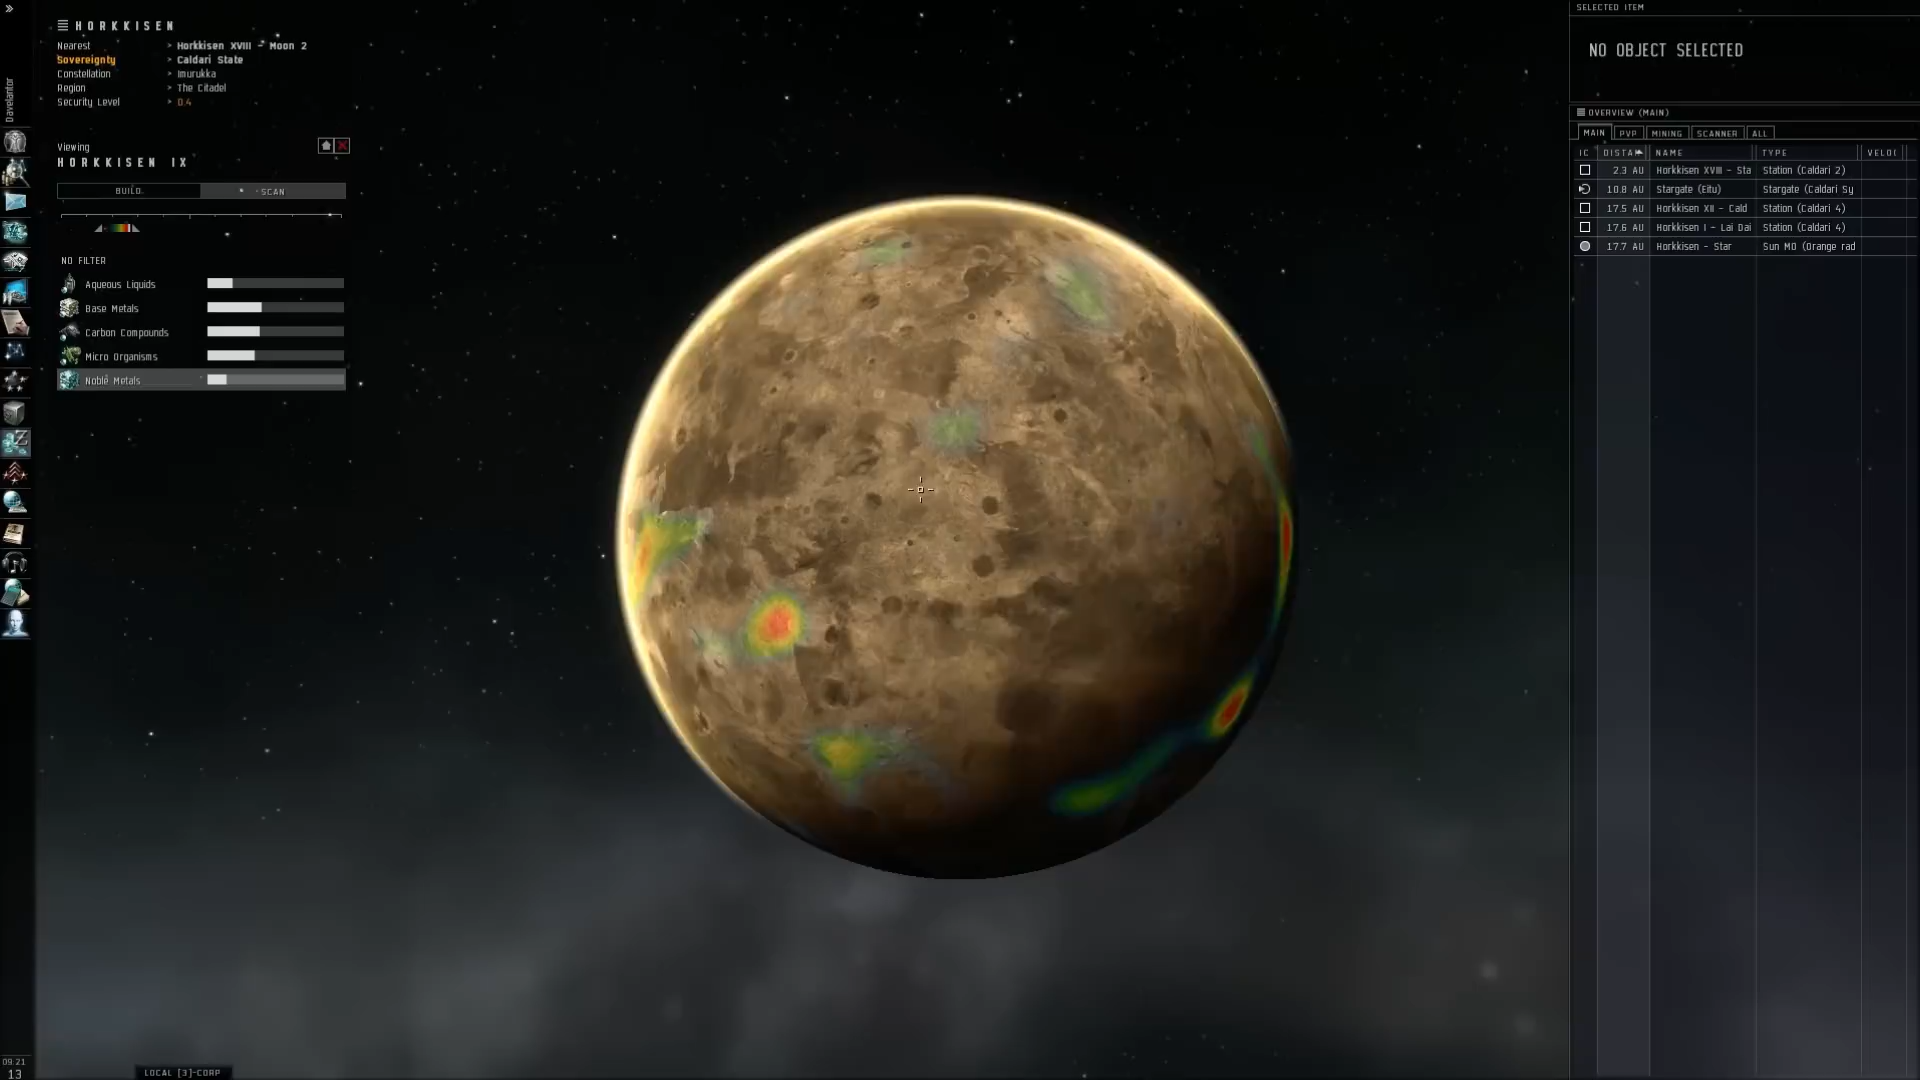 HORKKISEN
Nearest > Horkkisen XVIII - Moon 2
Sovereignty > Caldari State
Constellation > Imurukka
Region > The Citadel
Security Level > 0.4
Davelantor
Viewing
HORKKISEN IX
BUILD
SCAN
NO FILTER
Aqueous Liquids
Base Metals
Carbon Compounds
Micro Organisms
Noble Metals
09:21
13
LOCAL [3]-CORP
SELECTED ITEM
NO OBJECT SELECTED
OVERVIEW (MAIN)
MAIN PVP MINING SCANNER ALL
IC DISTAN NAME TYPE VELOC
2.3 AU Horkkisen XVIII - Sta Station (Caldari 2)
10.8 AU Stargate (Eitu) Stargate (Caldari Sy
17.5 AU Horkkisen XII - Cald Station (Caldari 4)
17.6 AU Horkkisen I - Lai Dai Station (Caldari 4)
17.7 AU Horkkisen - Star Sun M0 (Orange rad